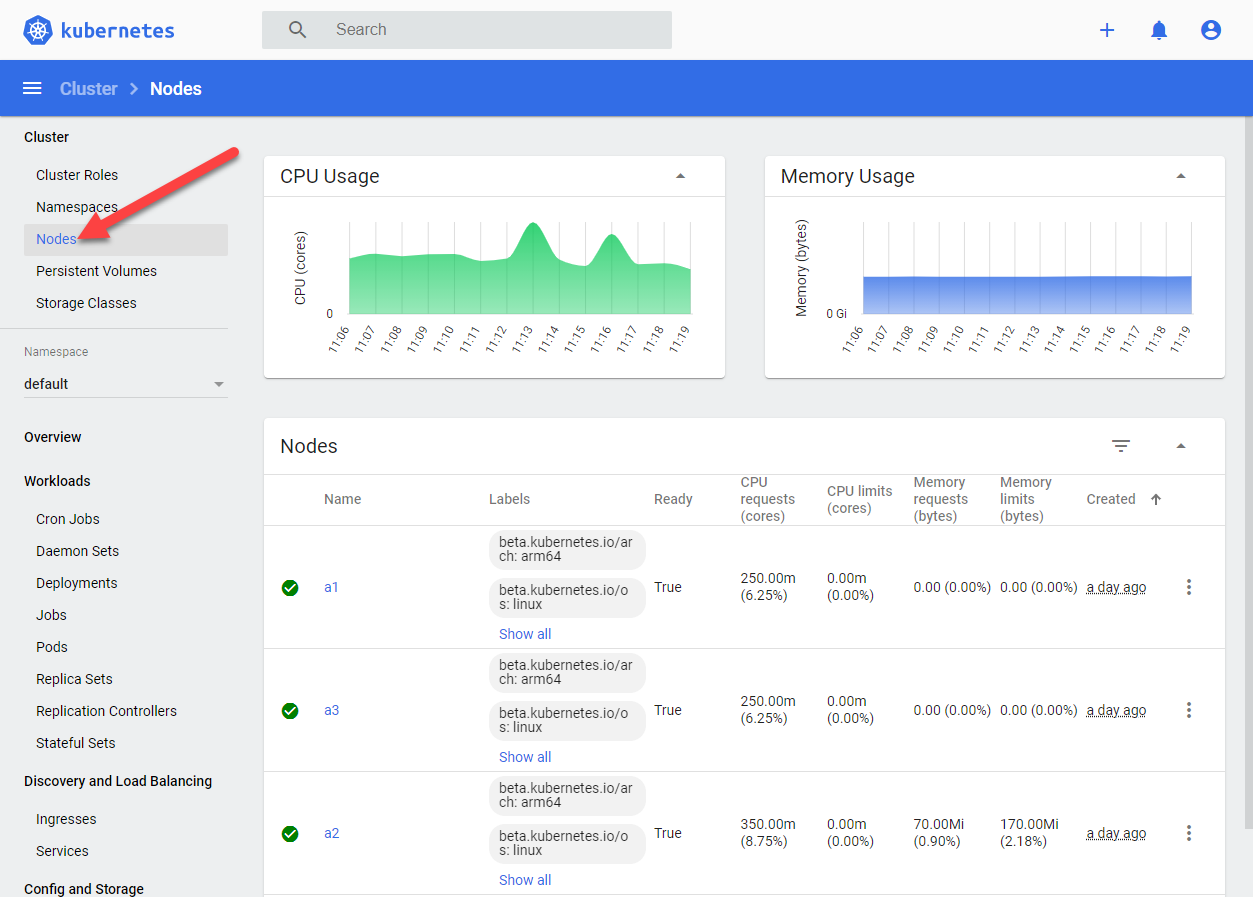 kubernetes
Search
Cluster > Nodes
Cluster
Cluster Roles
Namespaces
Nodes
Persistent Volumes
Storage Classes
Namespace
default
Overview
Workloads
Cron Jobs
Daemon Sets
Deployments
Jobs
Pods
Replica Sets
Replication Controllers
Stateful Sets
Discovery and Load Balancing
Ingresses
Services
Config and Storage
CPU Usage
CPU (cores)
0
11:06 11:07 11:08 11:09 11:10 11:11 11:12 11:13 11:14 11:15 11:16 11:17 11:18 11:19
Memory Usage
Memory (bytes)
0 Gi
11:06 11:07 11:08 11:09 11:10 11:11 11:12 11:13 11:14 11:15 11:16 11:17 11:18 11:19
Nodes
Name
Labels
Ready
CPU
requests
(cores)
CPU limits
(cores)
Memory
requests
(bytes)
Memory
limits
(bytes)
Created
a1
beta.kubernetes.io/ar
ch: arm64
beta.kubernetes.io/o
s: linux
Show all
True
250.00m
(6.25%)
0.00m
(0.00%)
0.00 (0.00%)
0.00 (0.00%)
a day ago
a3
beta.kubernetes.io/ar
ch: arm64
beta.kubernetes.io/o
s: linux
Show all
True
250.00m
(6.25%)
0.00m
(0.00%)
0.00 (0.00%)
0.00 (0.00%)
a day ago
a2
beta.kubernetes.io/ar
ch: arm64
beta.kubernetes.io/o
s: linux
Show all
True
350.00m
(8.75%)
0.00m
(0.00%)
70.00Mi
(0.90%)
170.00Mi
(2.18%)
a day ago